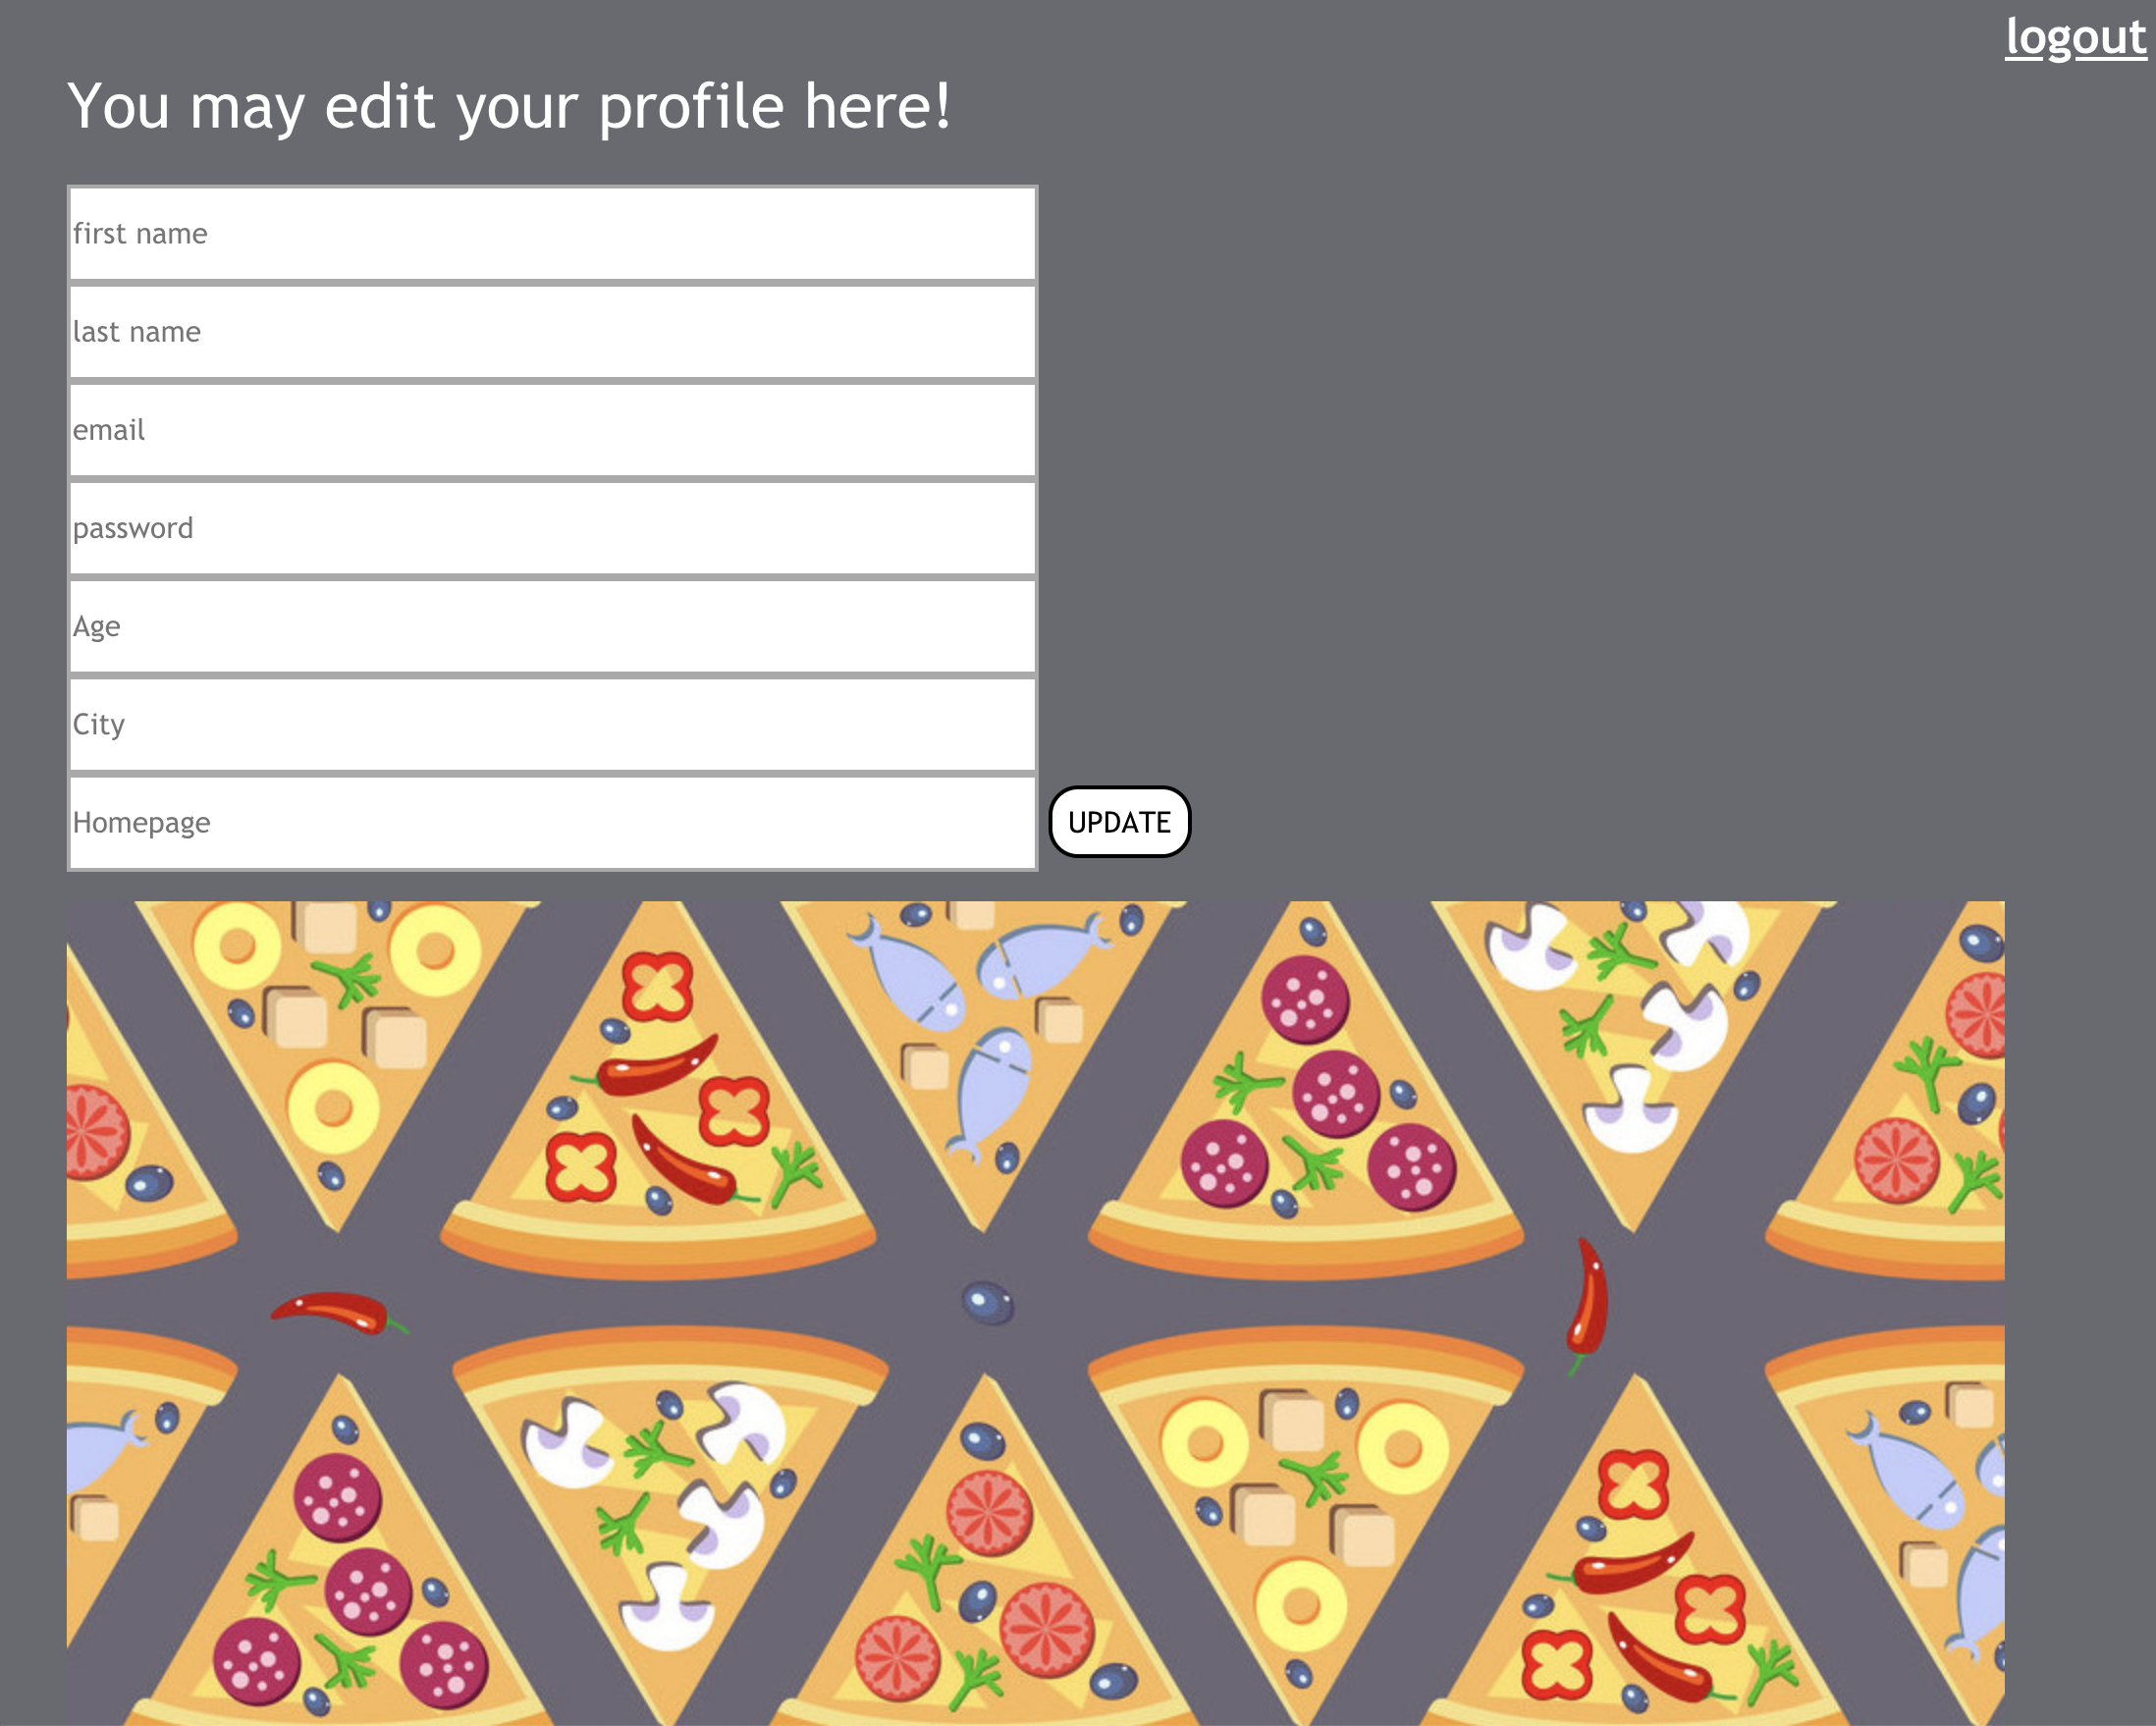 logout
You may edit your profile here!
first name
last name
email
password
Age
City
Homepage
UPDATE